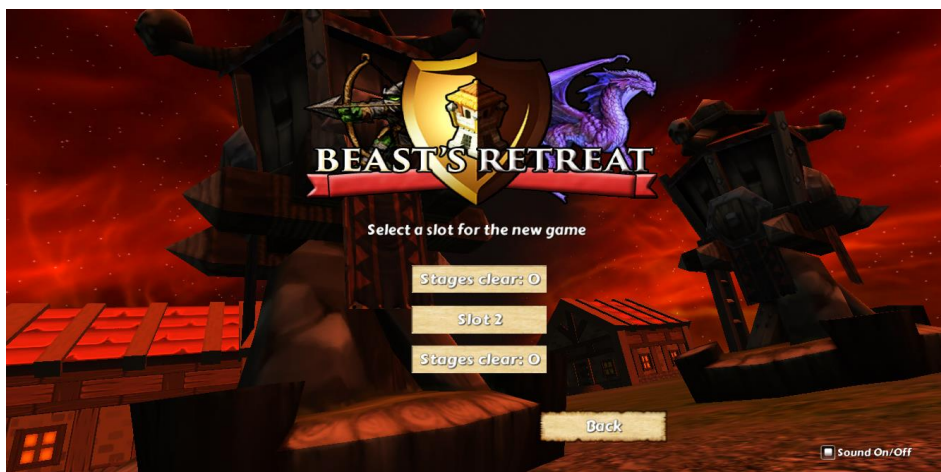 BEAST'S RETREAT
Select a slot for the new game
Stages clear: 0
Slot 2
Stages clear: 0
Back
Sound On/Off